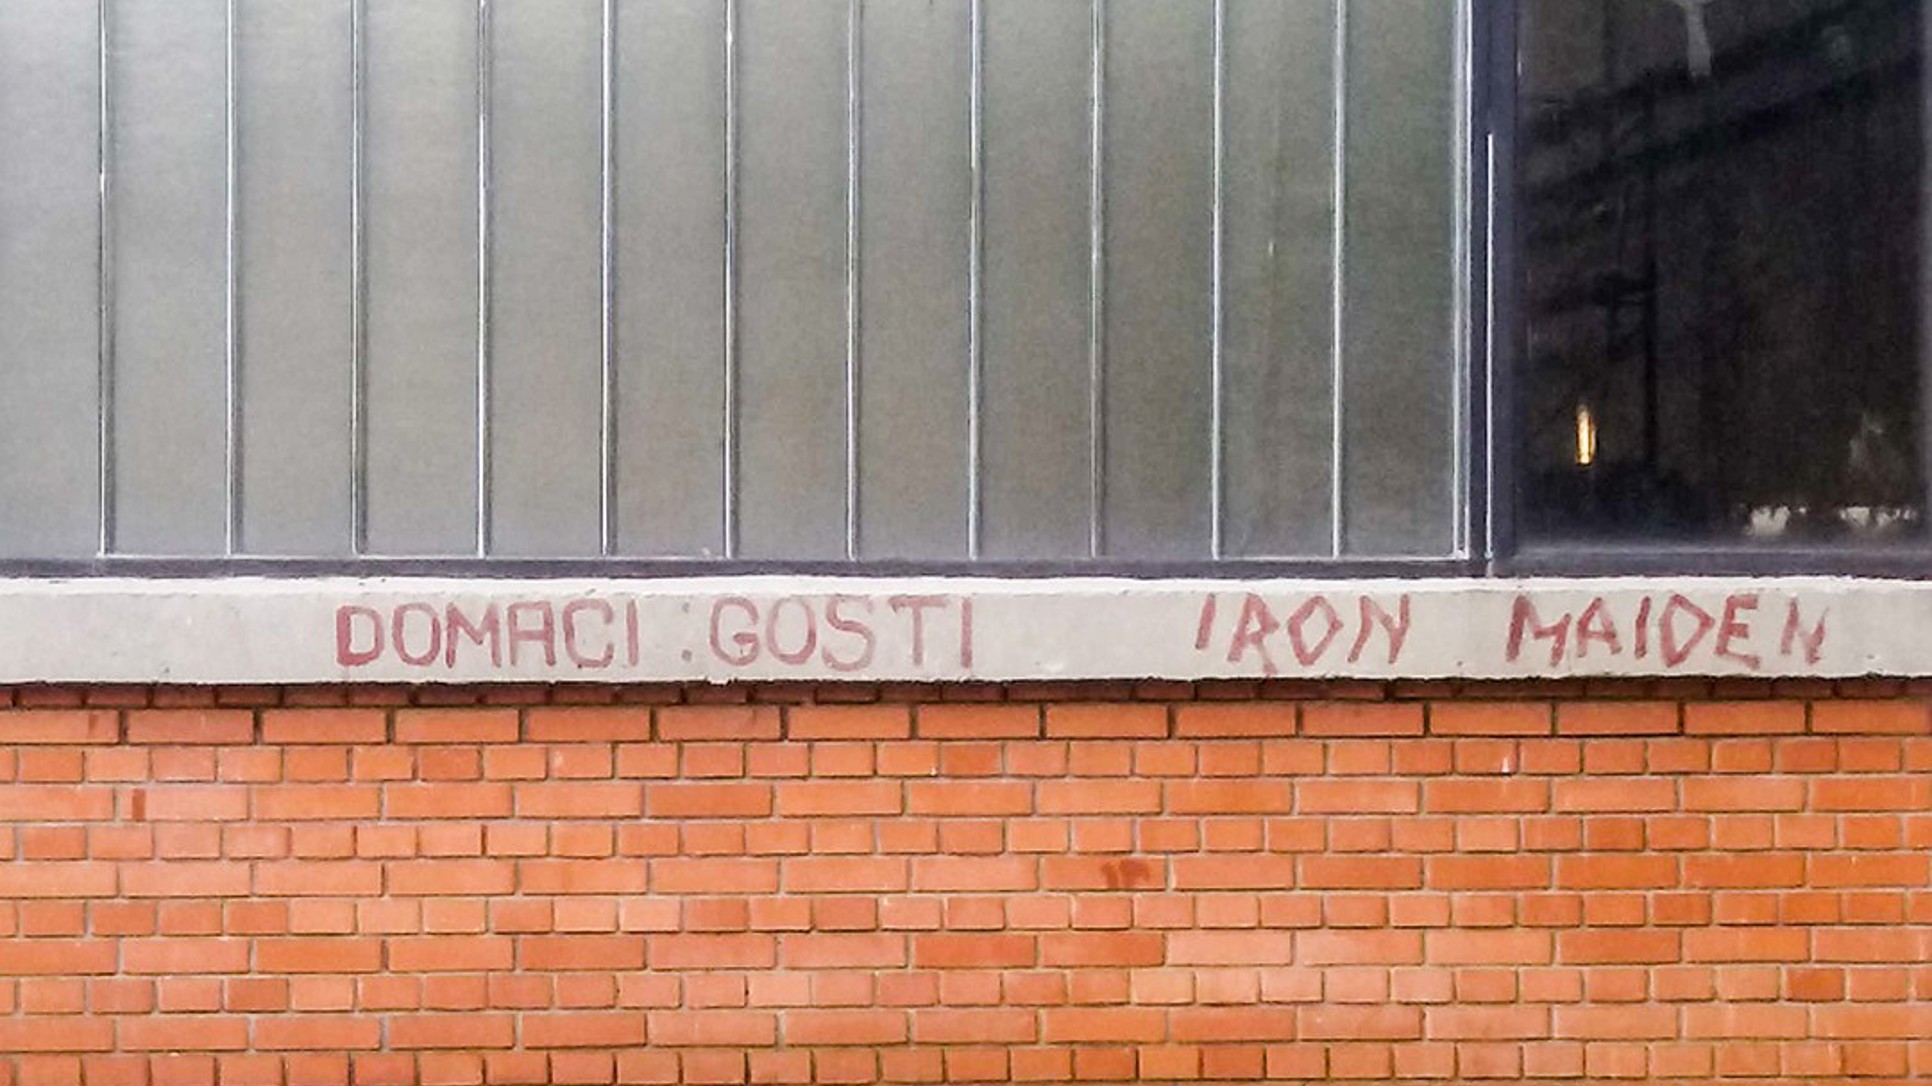 DOMACI : GOSTI IRON MAIDEN